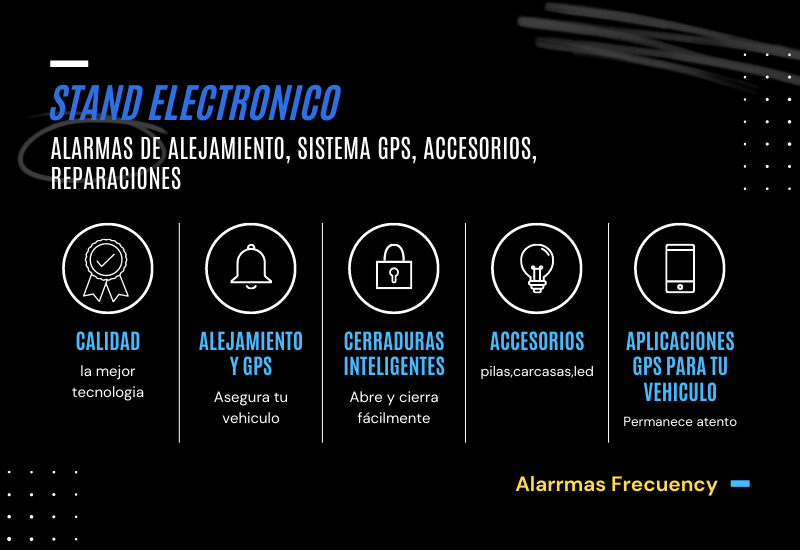 STAND ELECTRONICO
ALARMAS DE ALEJAMIENTO, SISTEMA GPS, ACCESORIOS,
REPARACIONES
CALIDAD
la mejor
tecnologia
ALEJAMIENTO
Y GPS
Asegura tu
vehiculo
CERRADURAS
INTELIGENTES
Abre y cierra
fácilmente
ACCESORIOS
pilas,carcasas,led
APLICACIONES
GPS PARA TU
VEHICULO
Permanece atento
Alarrmas Frecuency